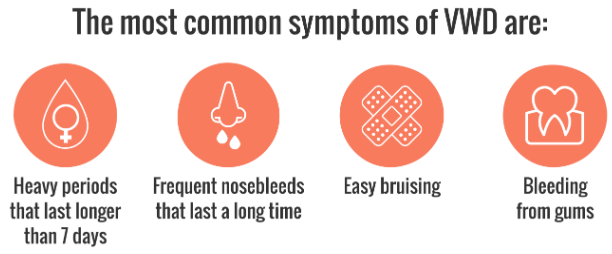 The most common symptoms of VWD are:
Heavy periods
that last longer
than 7 days
Frequent nosebleeds
that last a long time
Easy bruising
Bleeding
from gums